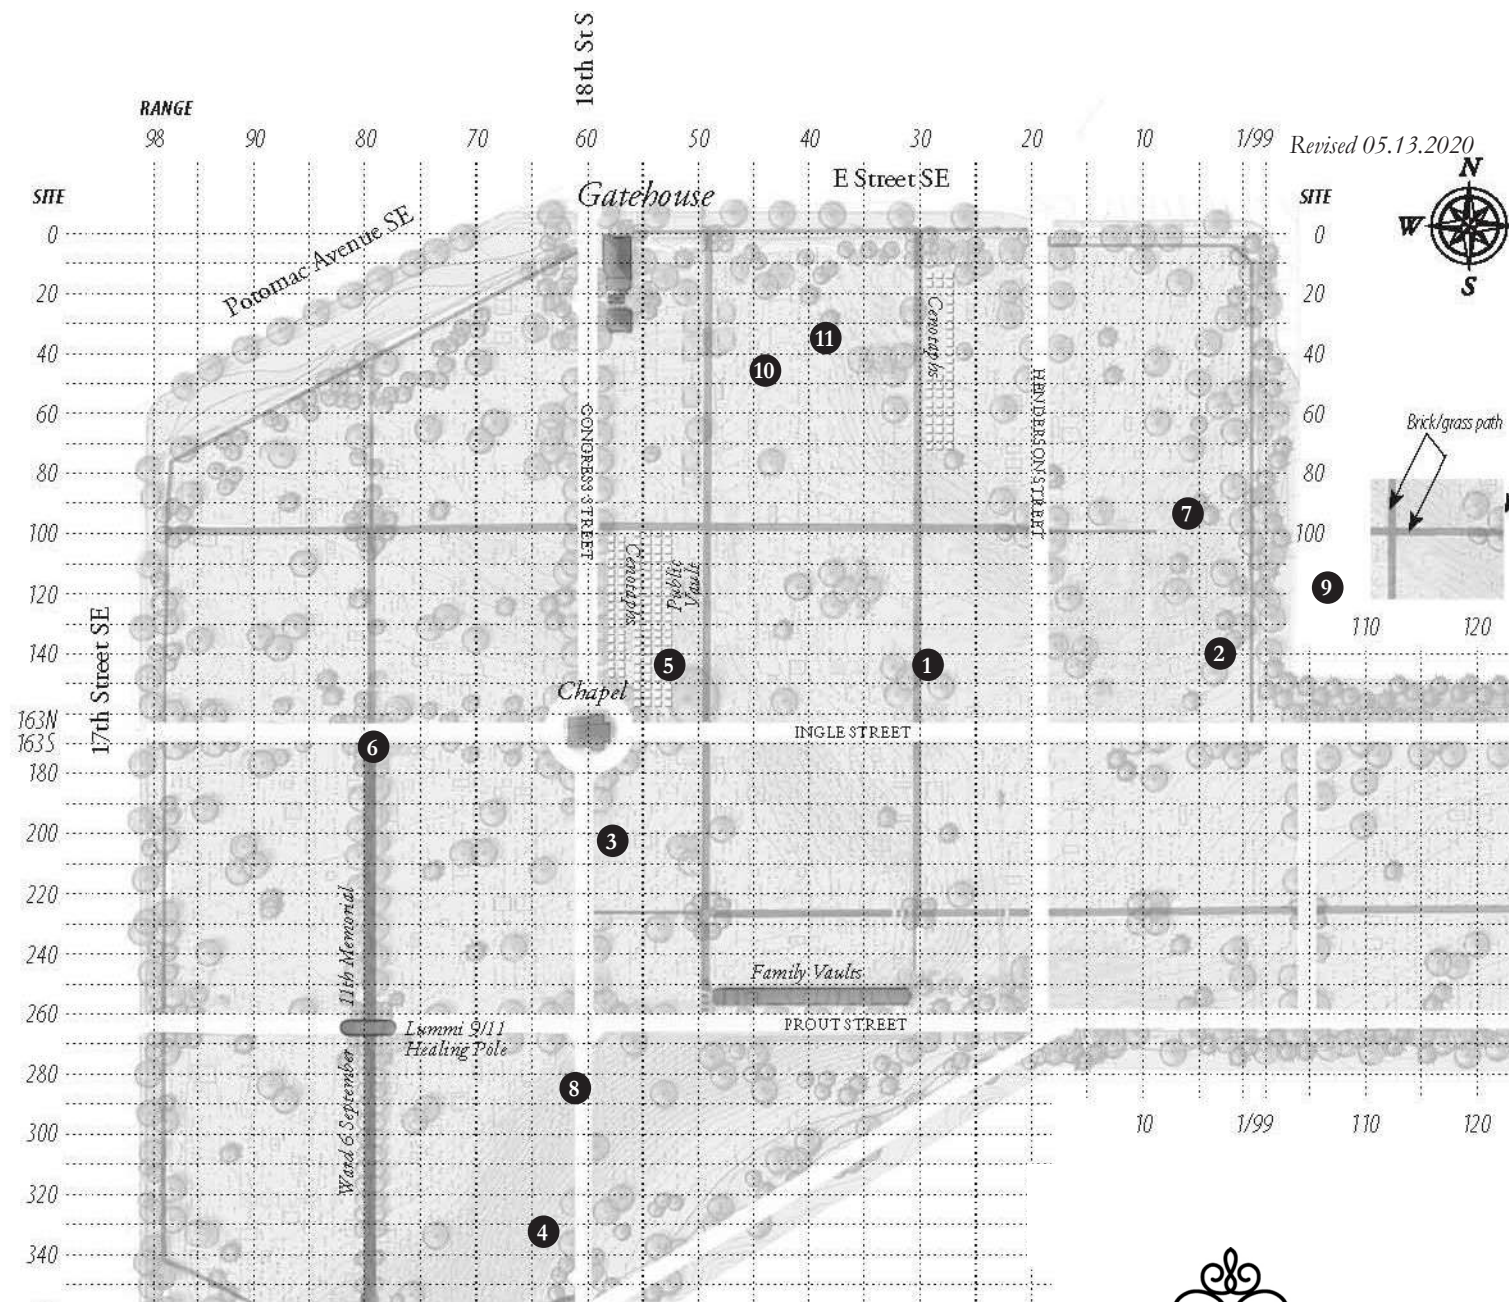 18th St S
RANGE
98 90 80 70 60 50 40 30 20 10 1/99
Revised 05.13.2020
N
W
S
E Street SE
Gatehouse
SITE
SITE
0
0
Potomac Avenue SE
20
20
Cenotaphs
11
40
40
10
HENDERSON STREET
60
60
CONGRESS STREET
Brick/grass path
80
80
7
100
100
Cenotaphs
Public
Vault
120
9
110 120
17th Street SE
140
5
1
2
Chapel
163N
163S
INGLE STREET
6
180
200
3
220
11th Memorial
240
Family Vaults
260
Lummi 9/11
Healing Pole
PROUT STREET
Ward 6 September
280
8
10 1/99 110 120
300
320
4
340